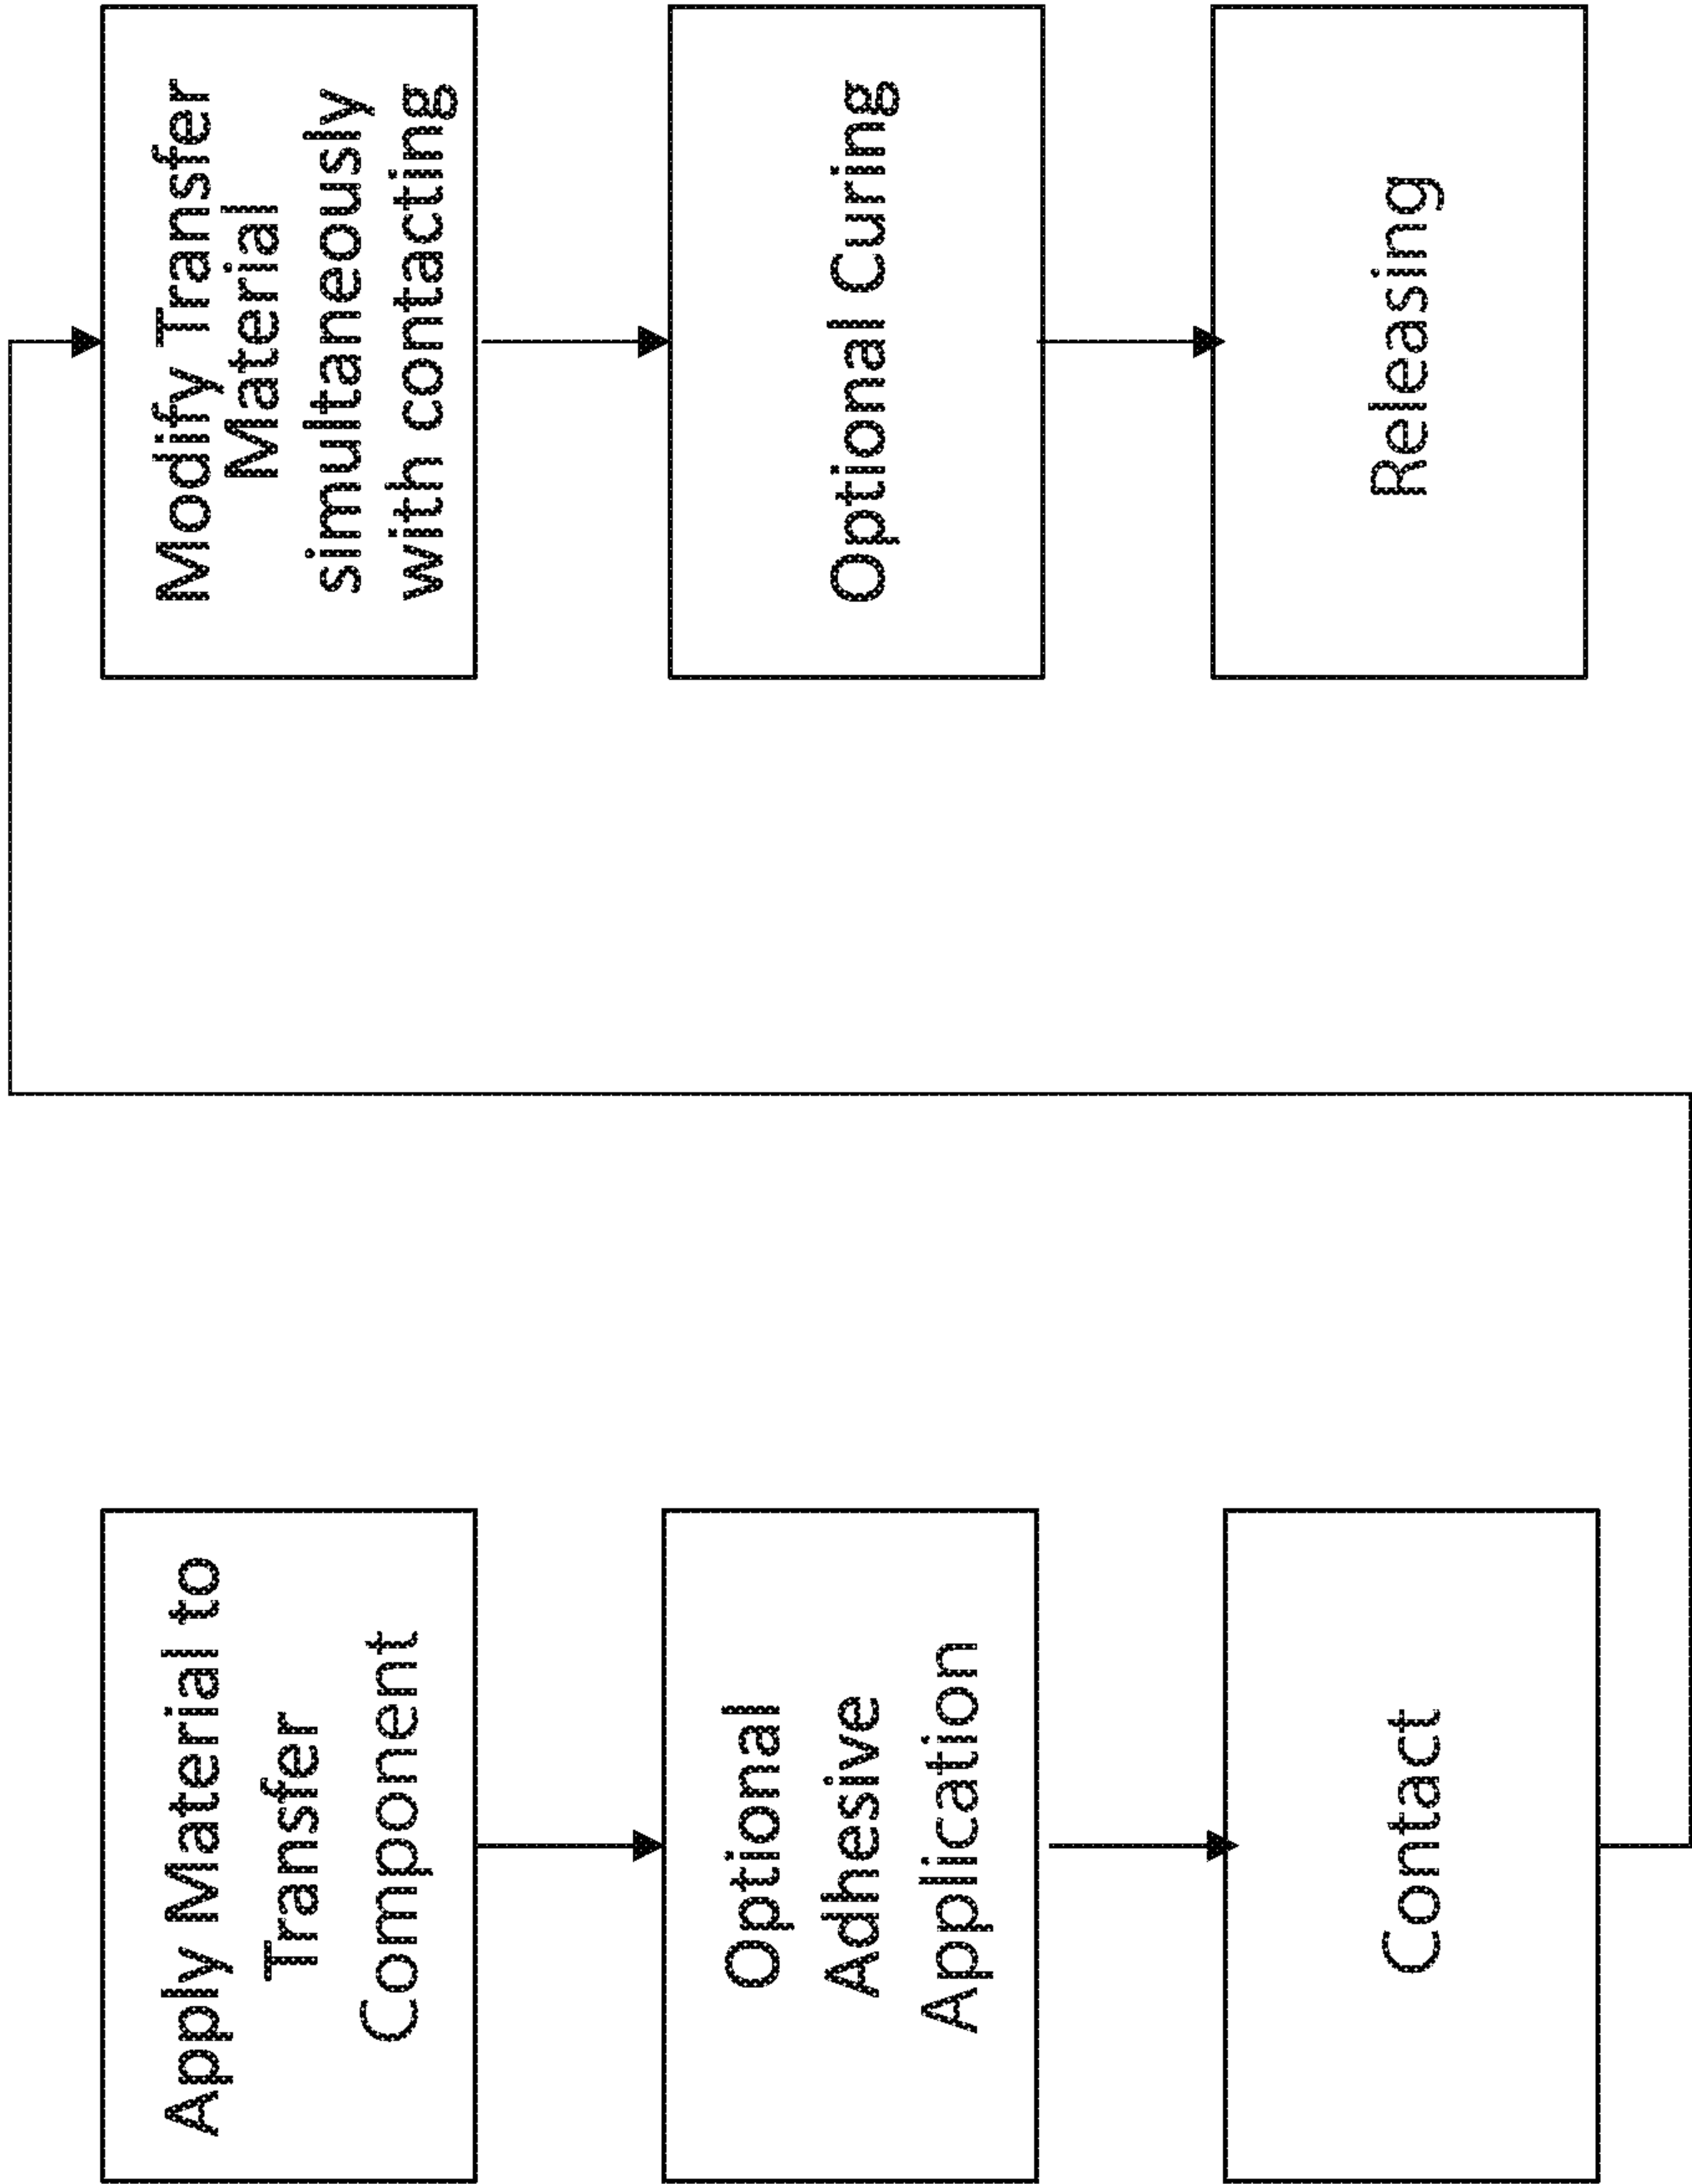 Apply Material to
Transfer
Component
Optional
Adhesive
Application
Contact
Modify Transfer
Material
simultaneously
with contacting
Optional Curing
Releasing